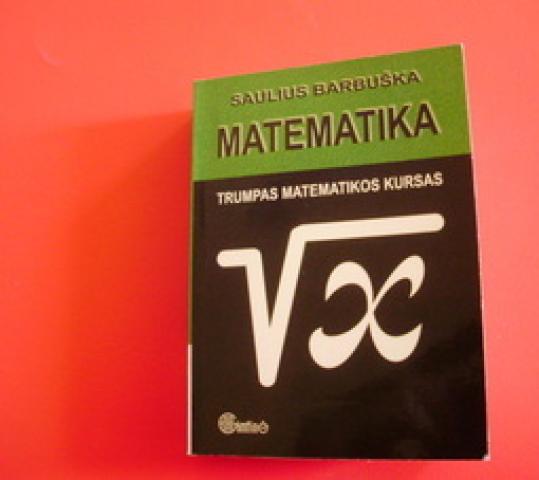 SAULIUS BARBUŠKA
MATEMATIKA
TRUMPAS MATEMATIKOS KURSAS
√x